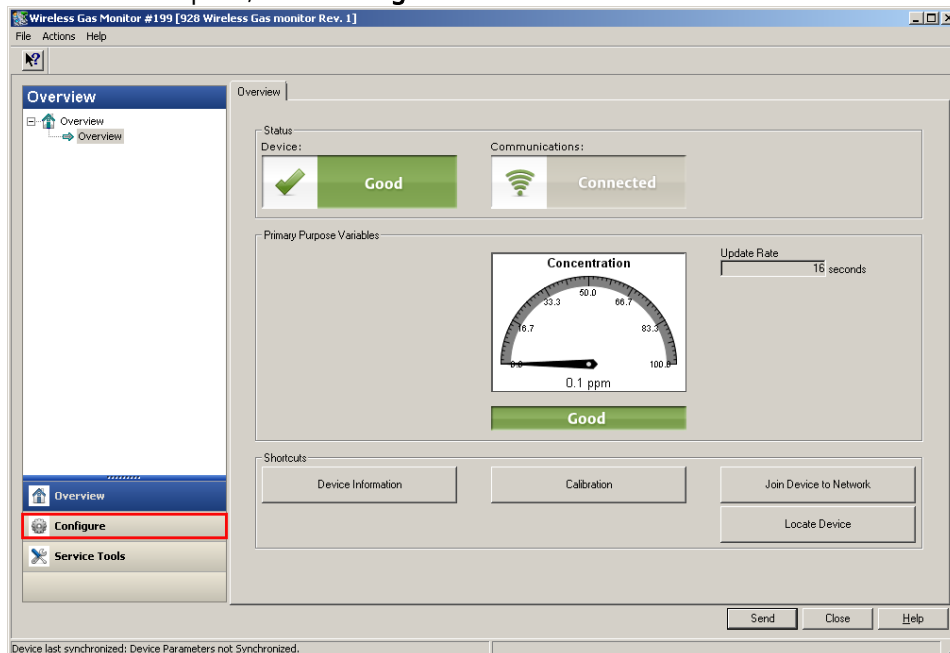 Wireless Gas Monitor #199 [928 Wireless Gas monitor Rev. 1]
File Actions Help
Overview
Overview
Overview
Overview
Status
Device:
Communications:
Good
Connected
Primary Purpose Variables
Concentration
0.0
16.7
33.3
50.0
66.7
83.3
100.0
0.1 ppm
Good
Update Rate
16 seconds
Shortcuts
Device Information
Calibration
Join Device to Network
Locate Device
Overview
Configure
Service Tools
Send
Close
Help
Device last synchronized: Device Parameters not Synchronized.